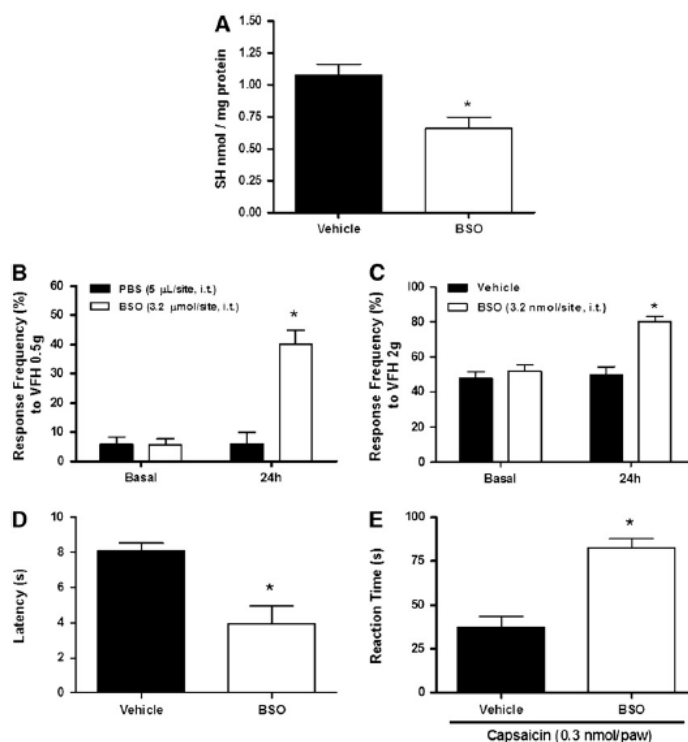 A
SH nmol / mg protein
1.50
1.25
1.00
0.75
0.50
0.25
0.00
*
Vehicle BSO
B
Response Frequency (%)
to VFH 0.5g
60
50
40
30
20
10
0
PBS (5 µL/site, i.t.)
BSO (3.2 µmol/site, i.t.)
*
Basal 24h
C
Response Frequency (%)
to VFH 2g
100
80
60
40
20
0
Vehicle
BSO (3.2 nmol/site, i.t.)
*
Basal 24h
D
Latency (s)
10
8
6
4
2
0
*
Vehicle BSO
E
Reaction Time (s)
100
75
50
25
0
*
Vehicle BSO
Capsaicin (0.3 nmol/paw)